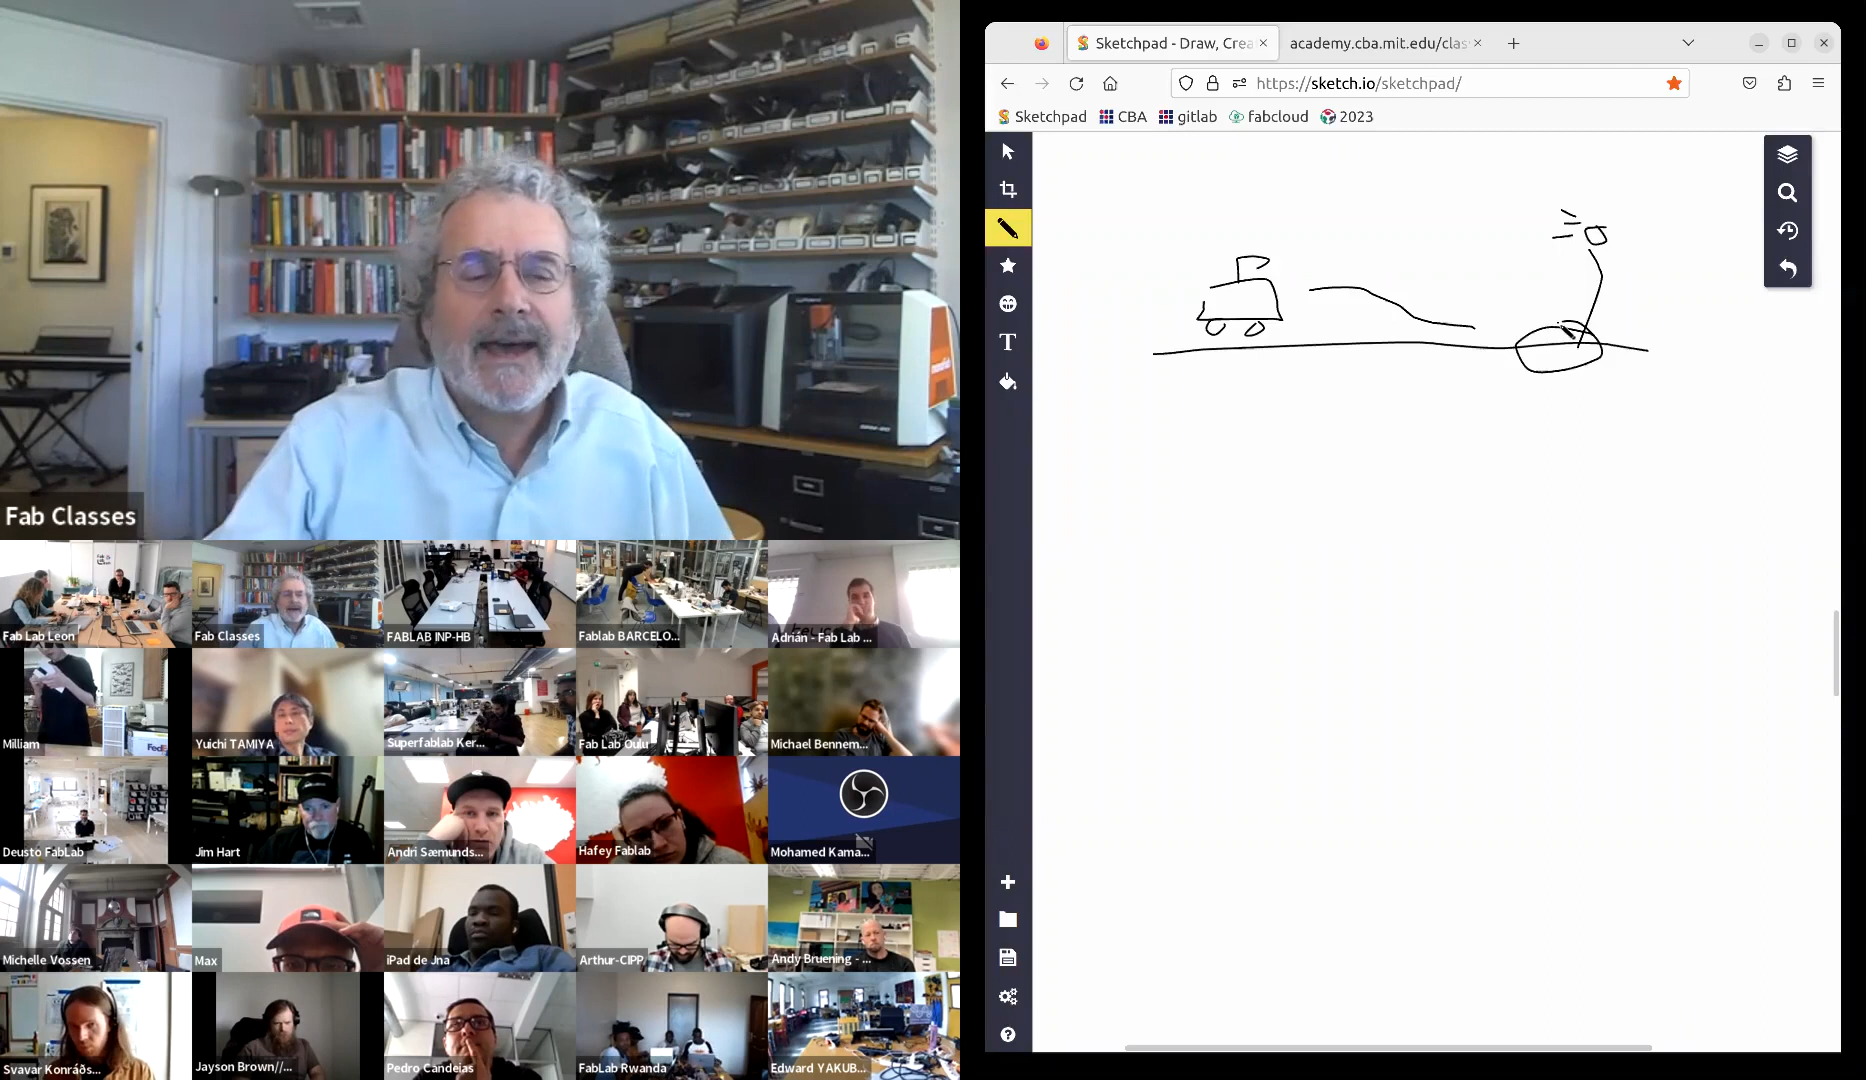 Sketchpad - Draw, Crea
academy.cba.mit.edu/clas
https://sketch.io/sketchpad/
Sketchpad
CBA
gitlab
fabcloud
2023
T
Fab Classes
Fab Lab Leon
Fab Classes
FABLAB INP-HB
Fablab BARCELO...
Adrián - Fab Lab ...
Milliam
Yuichi TAMIYA
Superfablab Ker...
Fab Lab Oulu
Michael Bennem...
Deusto FabLab
Jim Hart
Andri Sæmunds...
Hafey Fablab
Mohamed Kama...
Michelle Vossen
Max
iPad de Jna
Arthur-CIPP
Andy Bruening - ...
Svavar Konráðs...
Jayson Brown//...
Pedro Candeias
FabLab Rwanda
Edward YAKUB...